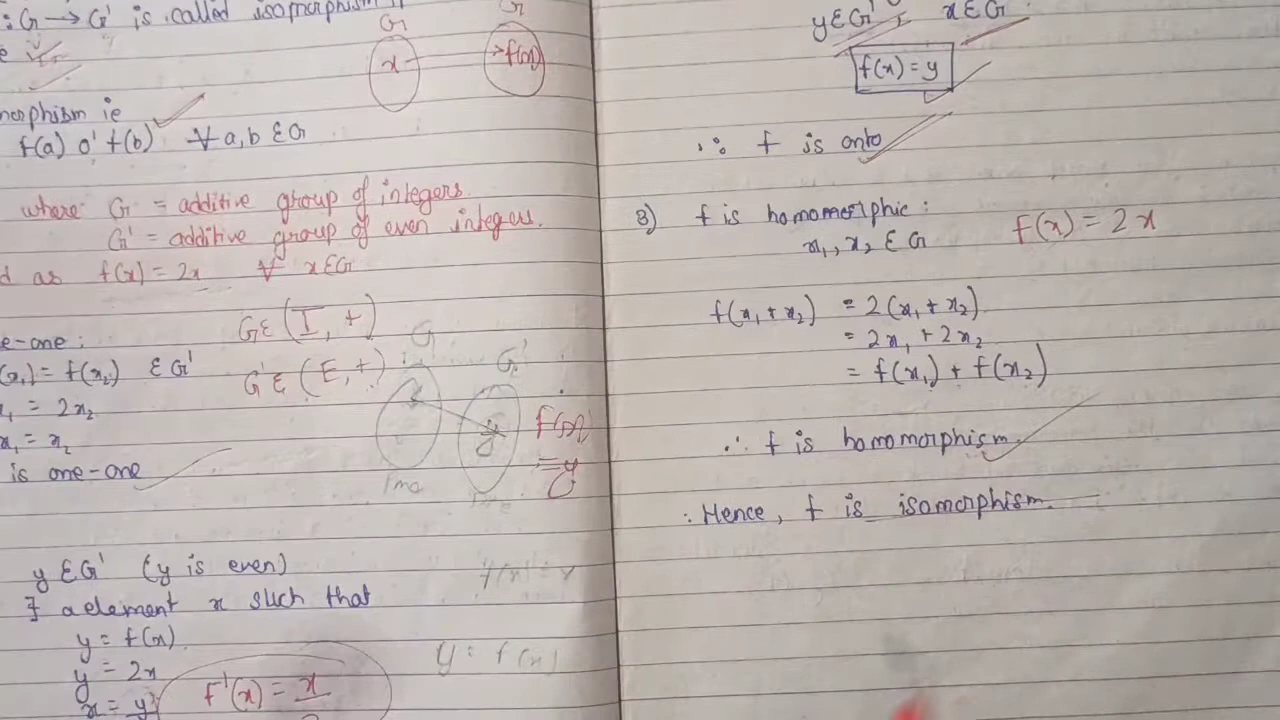 : G → G' is called isomorphism if
G
G
e
x
f(x)
morphism ie
f(a) o' f(b) ∀ a, b ε G
where G = additive group of integers
G' = additive group of even integers.
d as f(x) = 2x ∀ x ε G
G ε (I, +)
e-one :
G
(x₁) = f(x₂) ε G'
G' ε (E, +)
G'
x₁ = 2x₂
f(x)
= y
y
x₁ = x₂
is one-one
y ε G' (y is even)
∃ a element x such that
y = f(x)
y = 2x
y = f(x)
x = y
f'(x) = x
y ε G' x ε G
f(x) = y
∴ f is onto
3) f is homomorphic :
x₁, x₂ ε G
f(x) = 2x
f(x₁ + x₂) = 2(x₁ + x₂)
= 2x₁ + 2x₂
= f(x₁) + f(x₂)
∴ f is homomorphism.
: Hence, f is isomorphism.